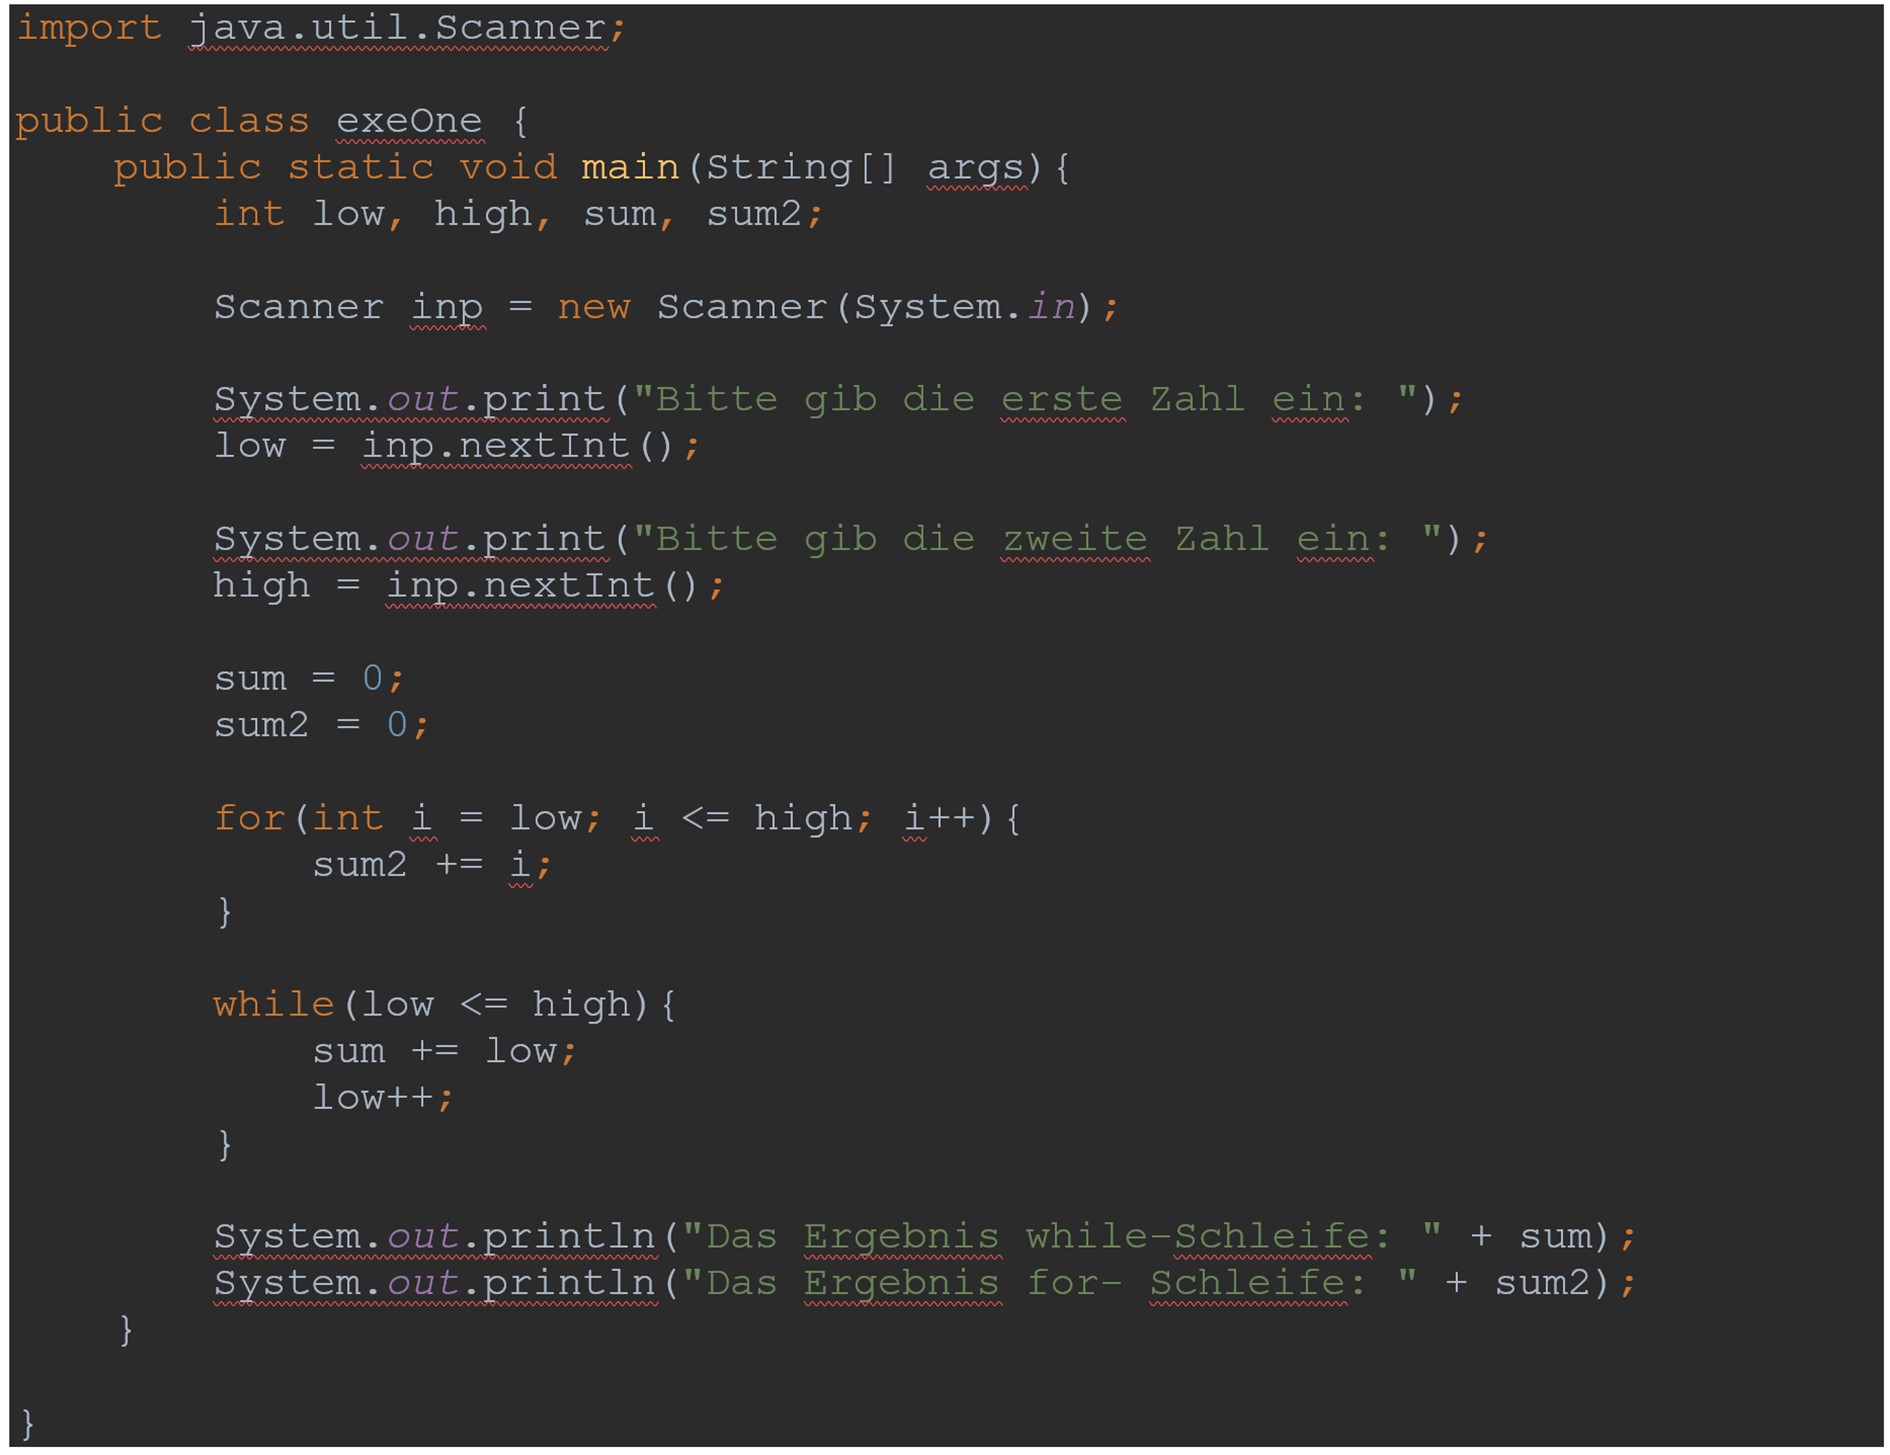 import java.util.Scanner;
public class exeOne {
public static void main(String[] args){
int low, high, sum, sum2;
Scanner inp = new Scanner(System.in);
System.out.print("Bitte gib die erste Zahl ein: ");
low = inp.nextInt();
System.out.print("Bitte gib die zweite Zahl ein: ");
high = inp.nextInt();
sum = 0;
sum2 = 0;
for(int i = low; i <= high; i++){
sum2 += i;
}
while(low <= high){
sum += low;
low++;
}
System.out.println("Das Ergebnis while-Schleife: " + sum);
System.out.println("Das Ergebnis for- Schleife: " + sum2);
}
}